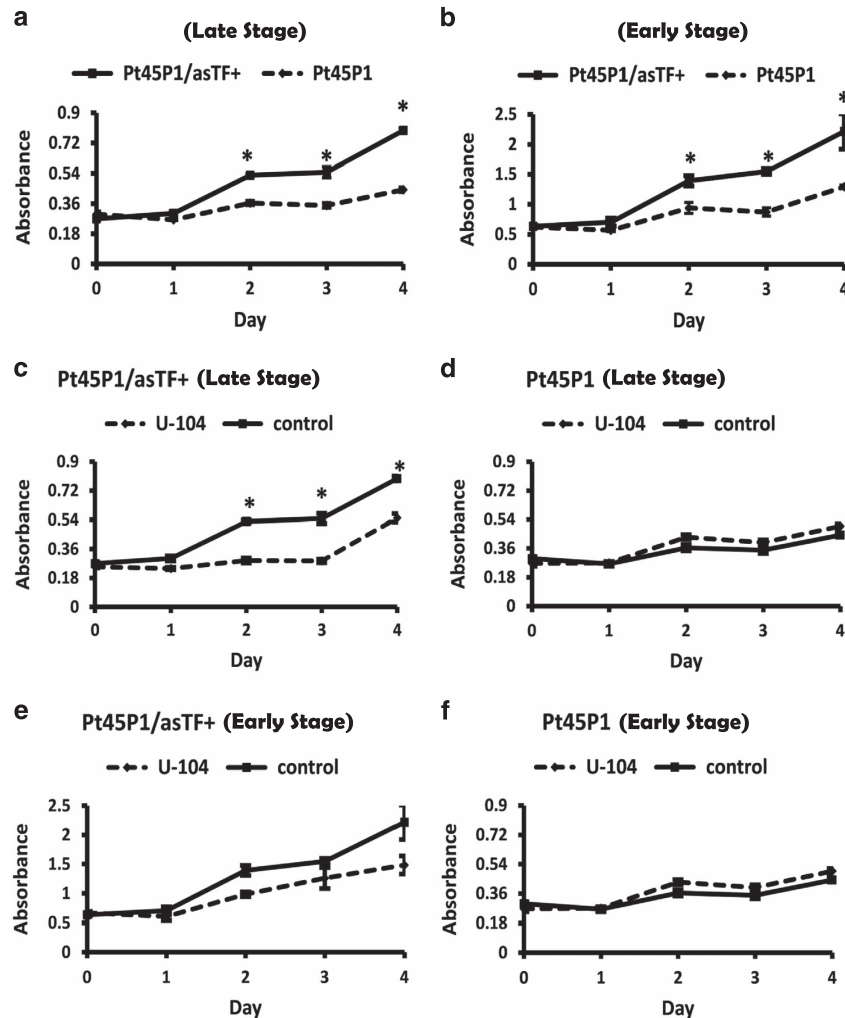 a
(Late Stage)
Pt45P1/asTF+ Pt45P1
Absorbance
0.9
0.72
0.54
0.36
0.18
0
* * *
0 1 2 3 4
Day
b
(Early Stage)
Pt45P1/asTF+ Pt45P1
Absorbance
2.5
2
1.5
1
0.5
0
* * *
0 1 2 3 4
Day
c
Pt45P1/asTF+ (Late Stage)
U-104 control
Absorbance
0.9
0.72
0.54
0.36
0.18
0
* * *
0 1 2 3 4
Day
d
Pt45P1 (Late Stage)
U-104 control
Absorbance
0.9
0.72
0.54
0.36
0.18
0
0 1 2 3 4
Day
e
Pt45P1/asTF+ (Early Stage)
U-104 control
Absorbance
2.5
2
1.5
1
0.5
0
0 1 2 3 4
Day
f
Pt45P1 (Early Stage)
U-104 control
Absorbance
0.9
0.72
0.54
0.36
0.18
0
0 1 2 3 4
Day